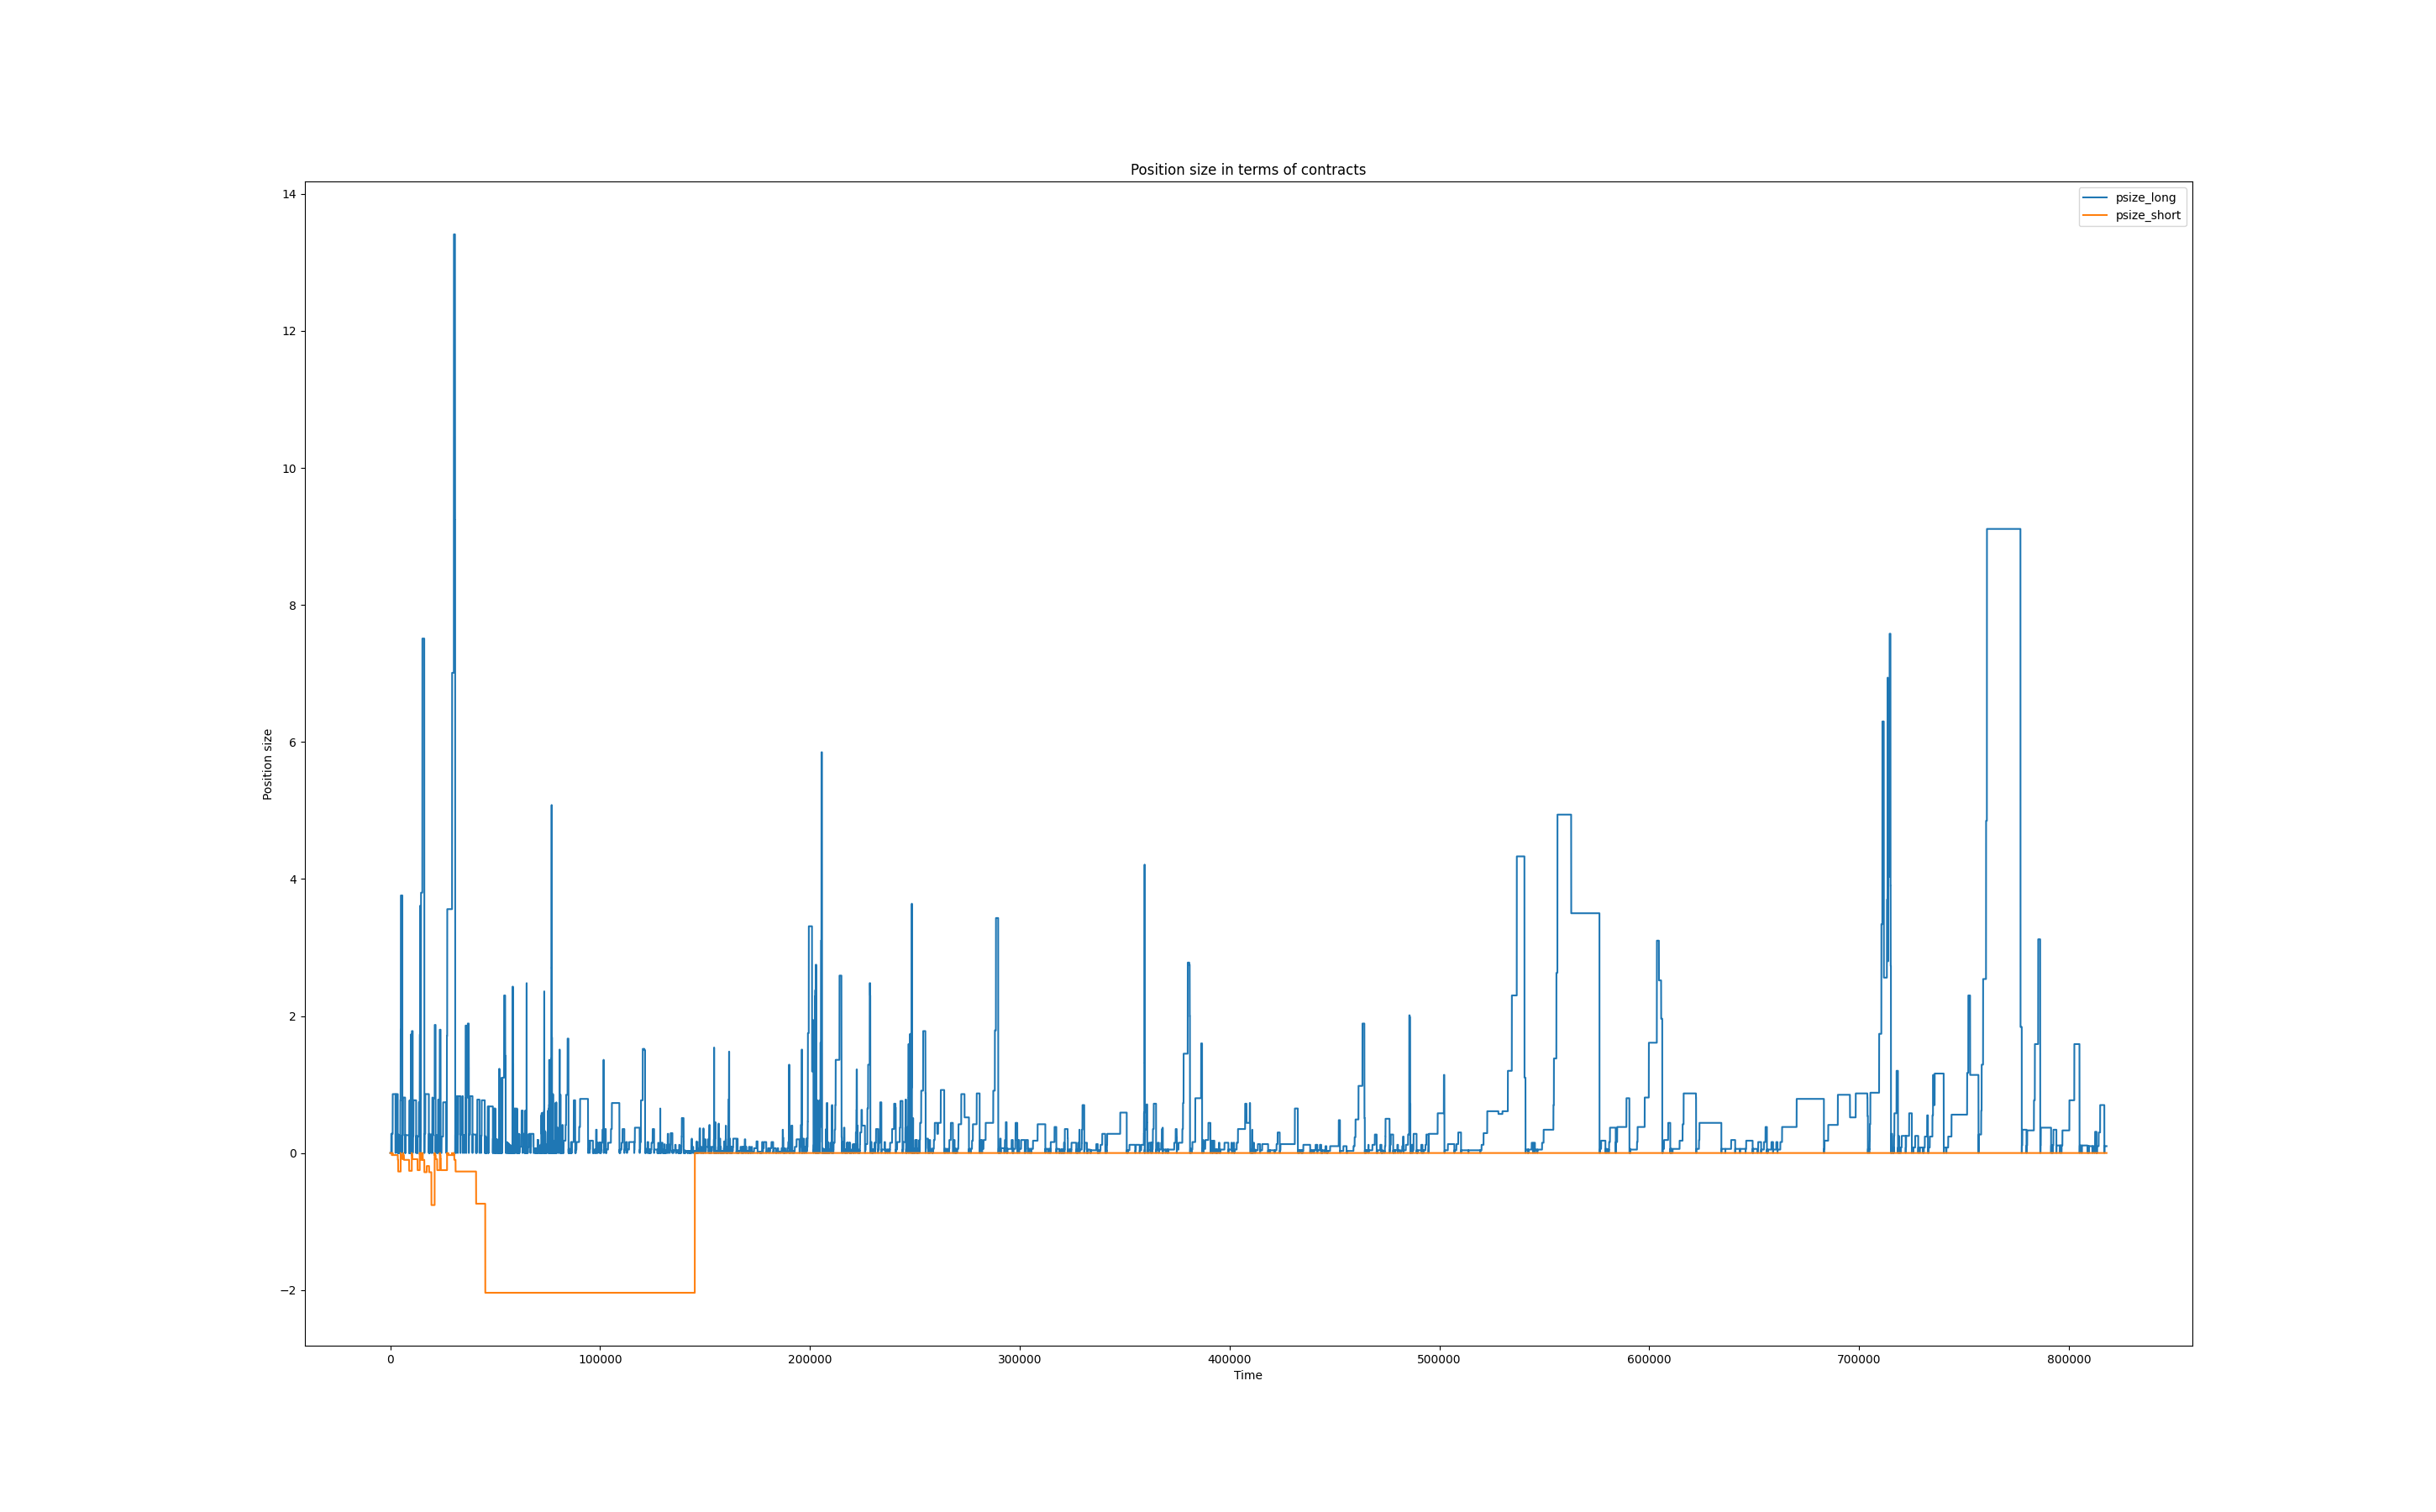 Position size in terms of contracts
psize_long
psize_short
14
12
10
8
6
4
2
0
−2
Position size
0 100000 200000 300000 400000 500000 600000 700000 800000
Time